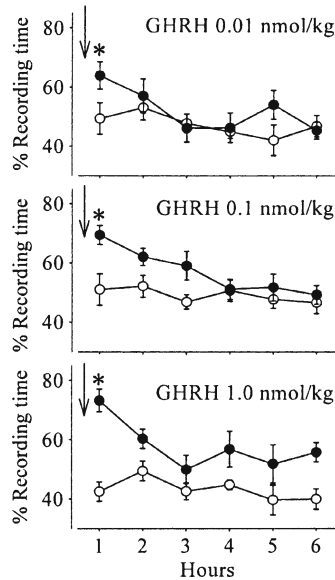 GHRH 0.01 nmol/kg
*
80
60
40
% Recording time
GHRH 0.1 nmol/kg
*
80
60
40
% Recording time
GHRH 1.0 nmol/kg
*
80
60
40
% Recording time
1 2 3 4 5 6
Hours